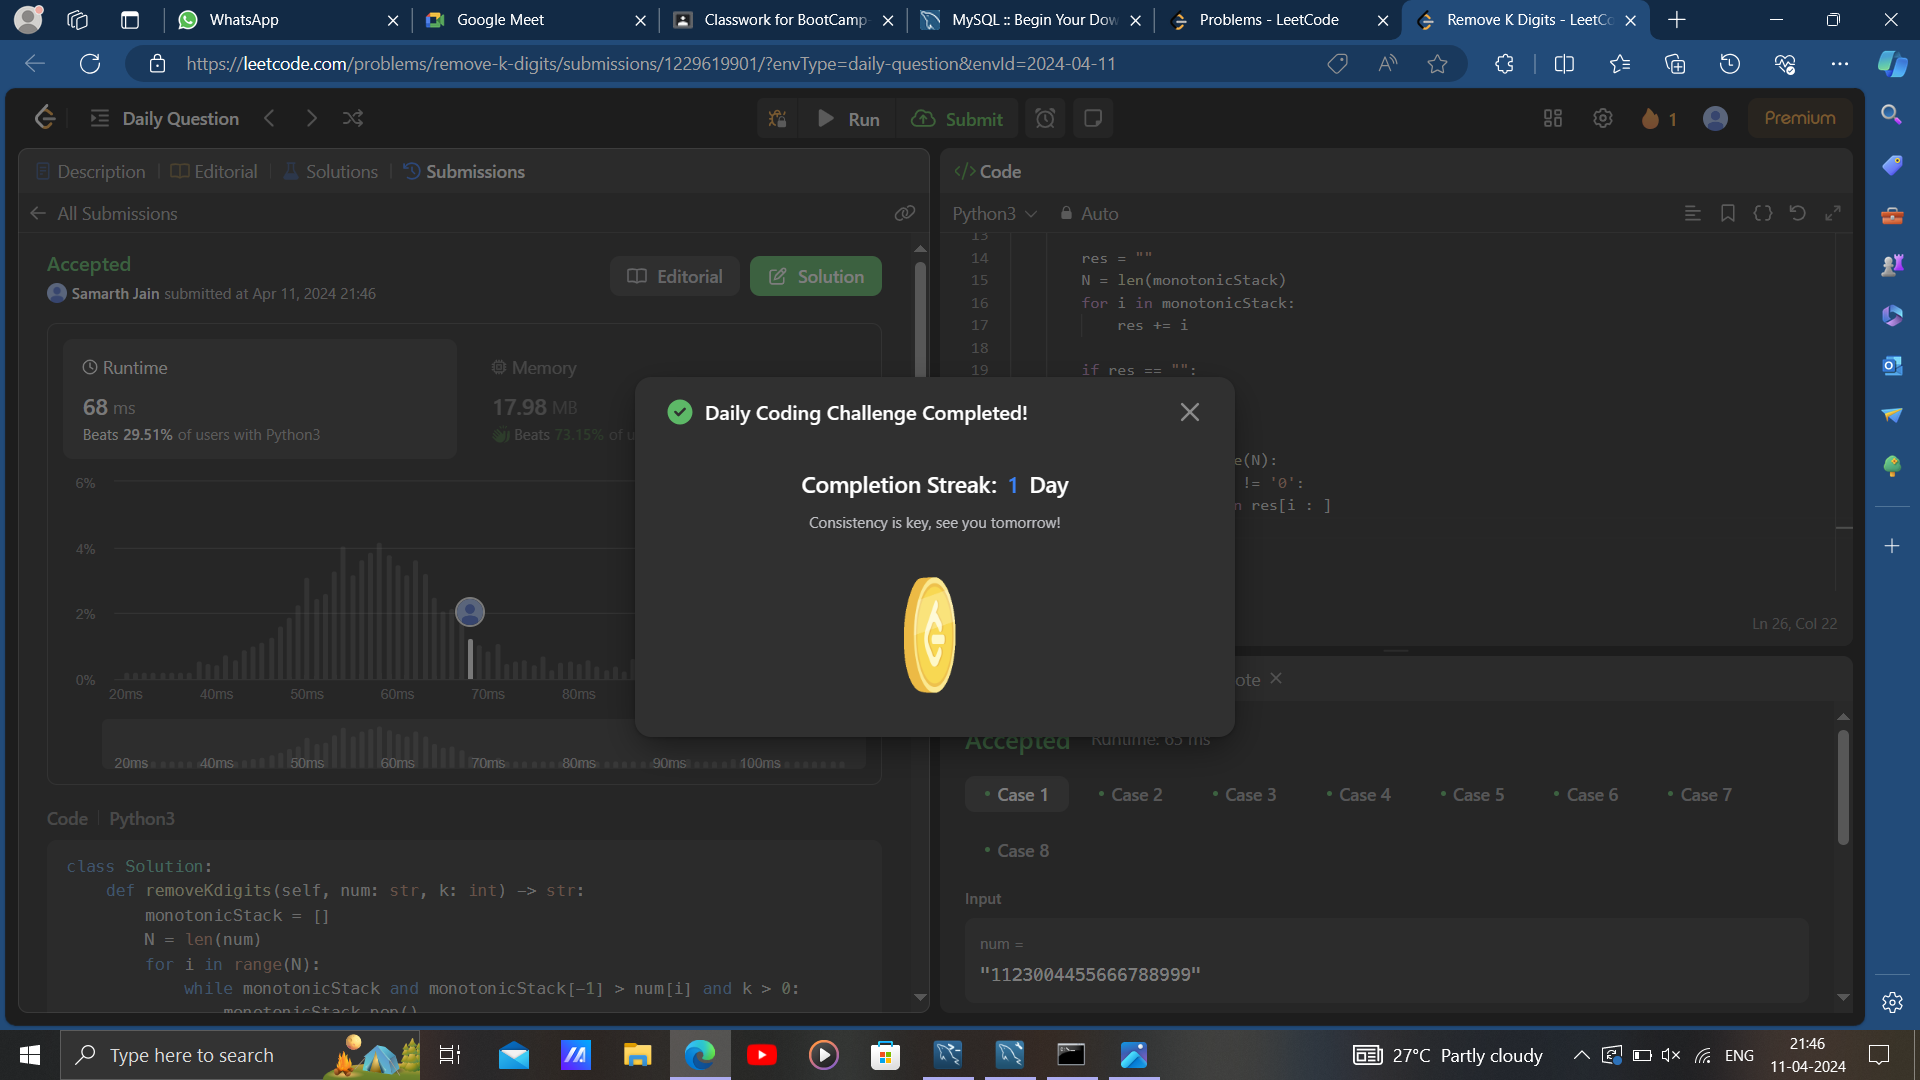 WhatsApp
Google Meet
Classwork for BootCamp-
MySQL :: Begin Your Dow
Problems - LeetCode
Remove K Digits - LeetCo
https://leetcode.com/problems/remove-k-digits/submissions/1229619901/?envType=daily-question&envId=2024-04-11
Daily Question
Run
Submit
1
Premium
Description
Editorial
Solutions
Submissions
All Submissions
Accepted
Samarth Jain submitted at Apr 11, 2024 21:46
Editorial
Solution
Runtime
68 ms
Beats 29.51% of users with Python3
Memory
17.98 MB
Beats 73.15% of u
6%
4%
2%
0%
20ms 40ms 50ms 60ms 70ms 80ms
20ms 40ms 50ms 60ms 70ms 80ms 90ms 100ms
Code Python3
class Solution:
def removeKdigits(self, num: str, k: int) -> str:
monotonicStack = []
N = len(num)
for i in range(N):
while monotonicStack and monotonicStack[-1] > num[i] and k > 0:
monotonicStack.pop()
Daily Coding Challenge Completed!
Completion Streak: 1 Day
Consistency is key, see you tomorrow!
</> Code
Python3
Auto
13
14 res = ""
15 N = len(monotonicStack)
16 for i in monotonicStack:
17 res += i
18
19 if res == "":
e(N):
!= '0':
n res[i : ]
Ln 26, Col 22
ote
Accepted Runtime: 65 ms
Case 1
Case 2
Case 3
Case 4
Case 5
Case 6
Case 7
Case 8
Input
num =
"1123004455666788999"
Type here to search
27°C Partly cloudy
ENG
21:46
11-04-2024